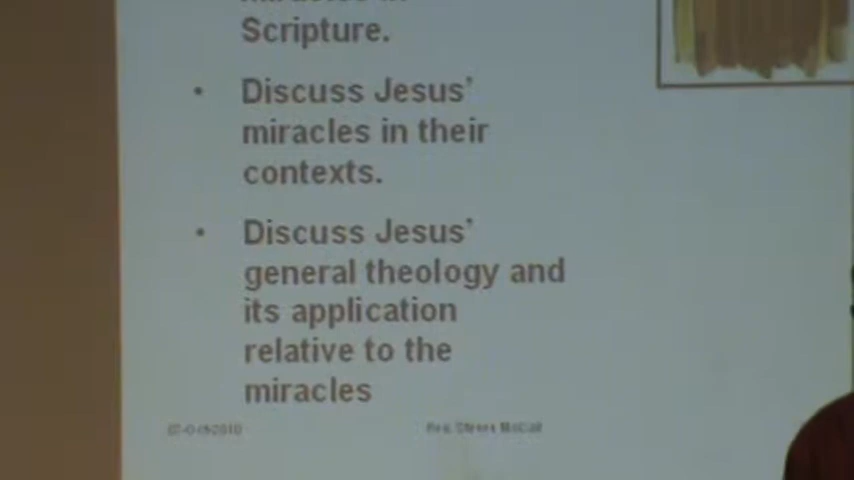 Scripture.
• Discuss Jesus’
miracles in their
contexts.
• Discuss Jesus’
general theology and
its application
relative to the
miracles